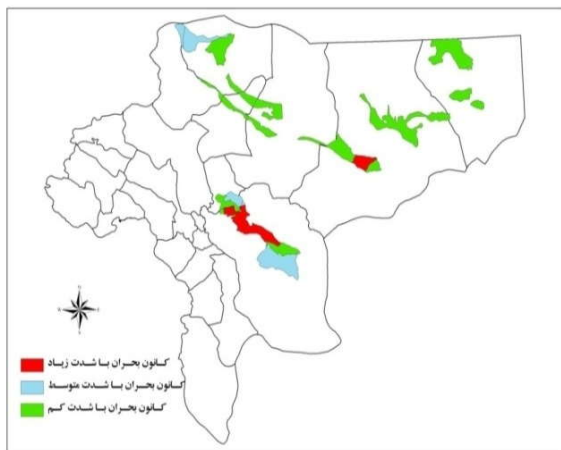 کانون بحران با شدت زیاد
کانون بحران با شدت متوسط
کانون بحران با شدت کم